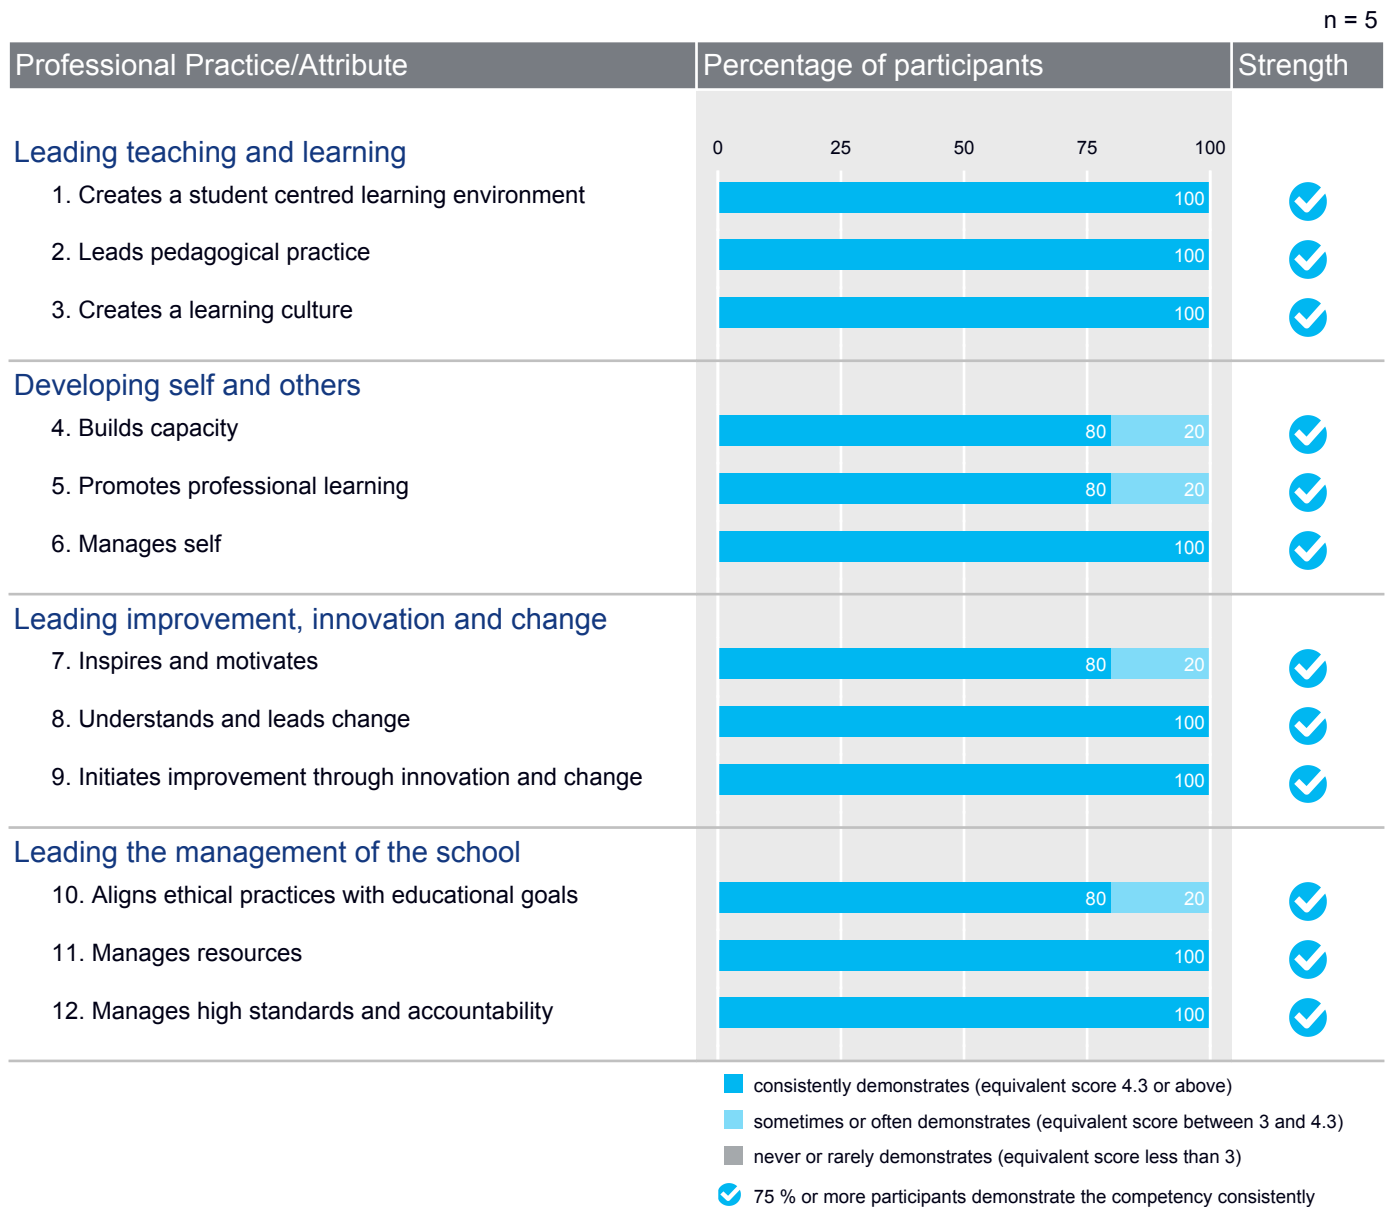 n = 5
Professional Practice/Attribute Percentage of participants Strength
0 25 50 75 100
Leading teaching and learning
1. Creates a student centred learning environment 100
2. Leads pedagogical practice 100
3. Creates a learning culture 100
Developing self and others
4. Builds capacity 80 20
5. Promotes professional learning 80 20
6. Manages self 100
Leading improvement, innovation and change
7. Inspires and motivates 80 20
8. Understands and leads change 100
9. Initiates improvement through innovation and change 100
Leading the management of the school
10. Aligns ethical practices with educational goals 80 20
11. Manages resources 100
12. Manages high standards and accountability 100
consistently demonstrates (equivalent score 4.3 or above)
sometimes or often demonstrates (equivalent score between 3 and 4.3)
never or rarely demonstrates (equivalent score less than 3)
75 % or more participants demonstrate the competency consistently